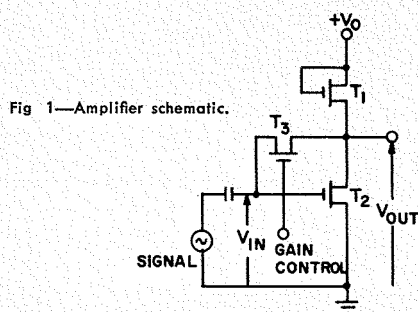 +V0
T1
Fig 1—Amplifier schematic.
T3
T2
VIN
VOUT
SIGNAL
GAIN
CONTROL